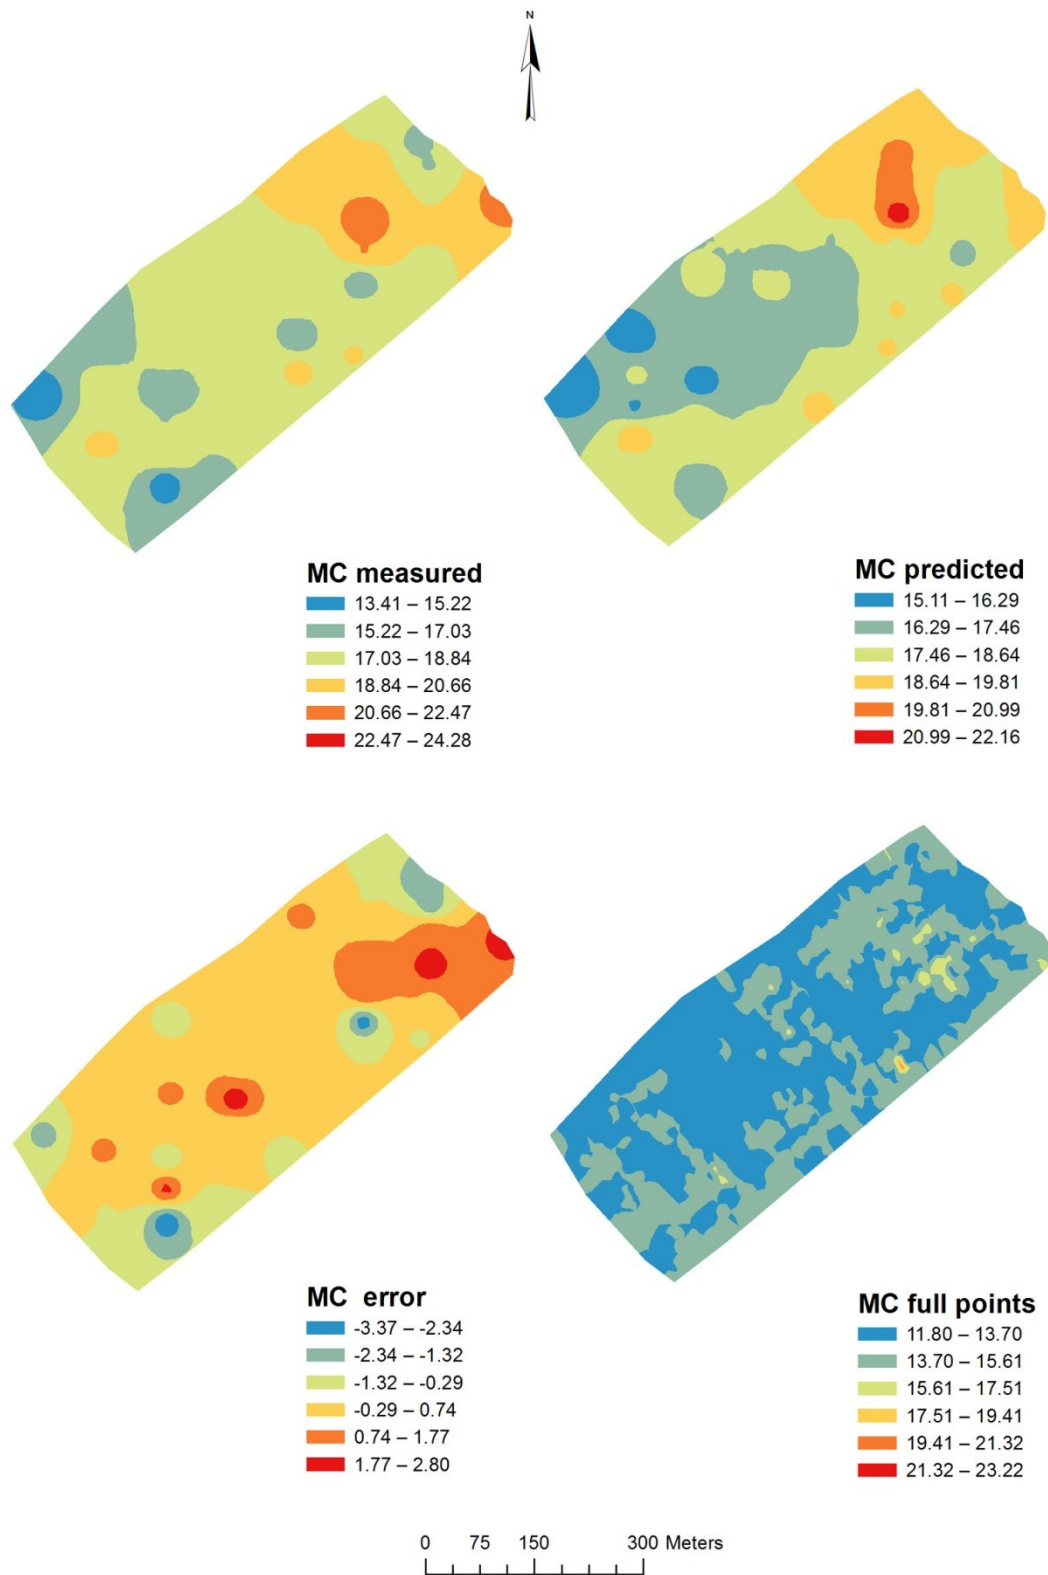 N
MC measured
13.41 – 15.22
15.22 – 17.03
17.03 – 18.84
18.84 – 20.66
20.66 – 22.47
22.47 – 24.28
MC predicted
15.11 – 16.29
16.29 – 17.46
17.46 – 18.64
18.64 – 19.81
19.81 – 20.99
20.99 – 22.16
MC error
-3.37 – -2.34
-2.34 – -1.32
-1.32 – -0.29
-0.29 – 0.74
0.74 – 1.77
1.77 – 2.80
MC full points
11.80 – 13.70
13.70 – 15.61
15.61 – 17.51
17.51 – 19.41
19.41 – 21.32
21.32 – 23.22
0 75 150 300 Meters